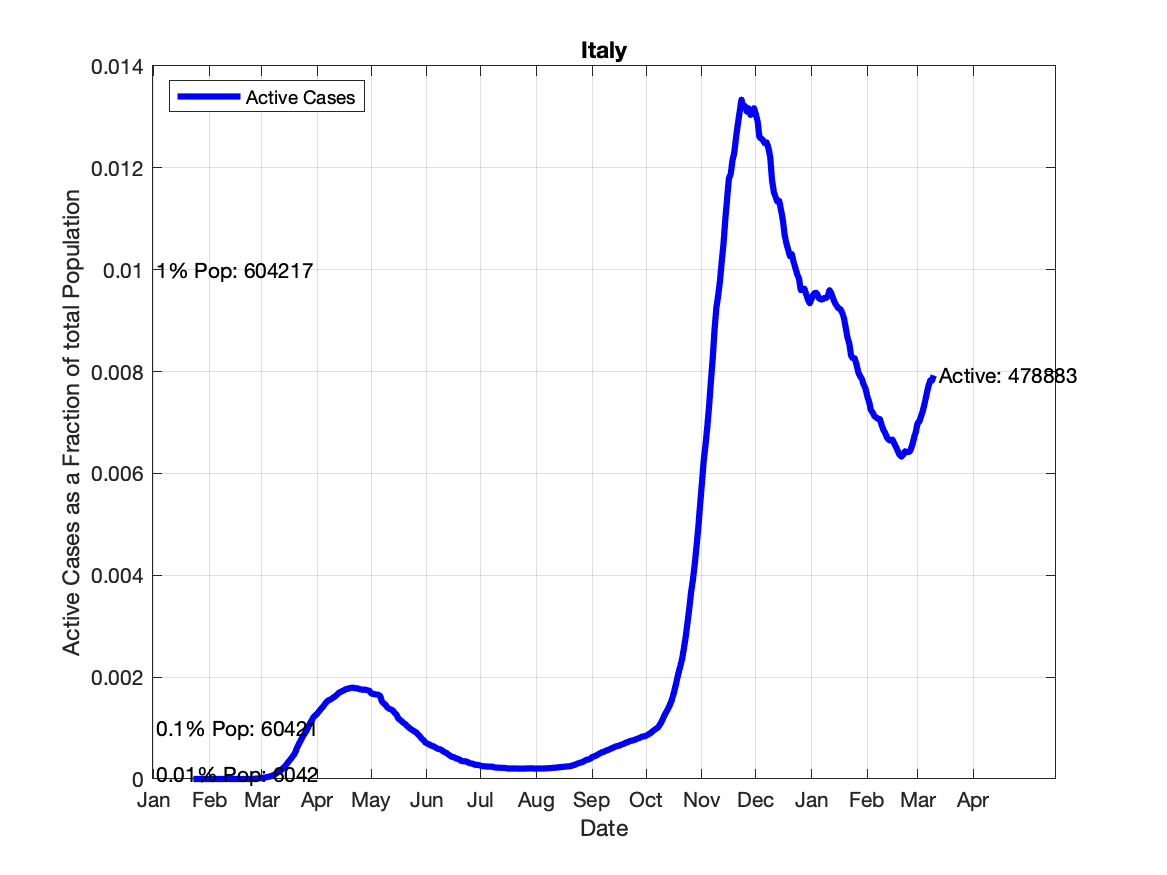 Italy
Active Cases
0.014
0.012
0.01
0.008
0.006
0.004
0.002
0
Active Cases as a Fraction of total Population
1% Pop: 604217
Active: 478883
0.1% Pop: 60421
0.01% Pop: 6042
Jan Feb Mar Apr May Jun Jul Aug Sep Oct Nov Dec Jan Feb Mar Apr
Date